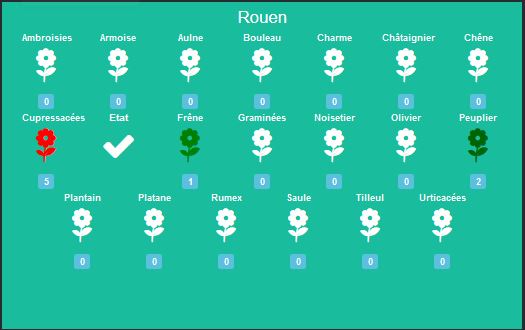 Rouen
Ambroisies Armoise Aulne Bouleau Charme Châtaignier Chêne
0 0 0 0 0 0 0
Cupressacées Etat Frêne Graminées Noisetier Olivier Peuplier
5 1 0 0 0 2
Plantain Platane Rumex Saule Tilleul Urticacées
0 0 0 0 0 0